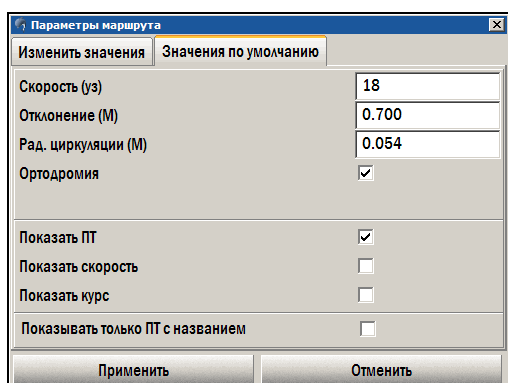 Параметры маршрута
Изменить значения Значения по умолчанию
Скорость (уз) 18
Отклонение (М) 0.700
Рад. циркуляции (М) 0.054
Ортодромия
Показать ПТ
Показать скорость
Показать курс
Показывать только ПТ с названием
Применить Отменить